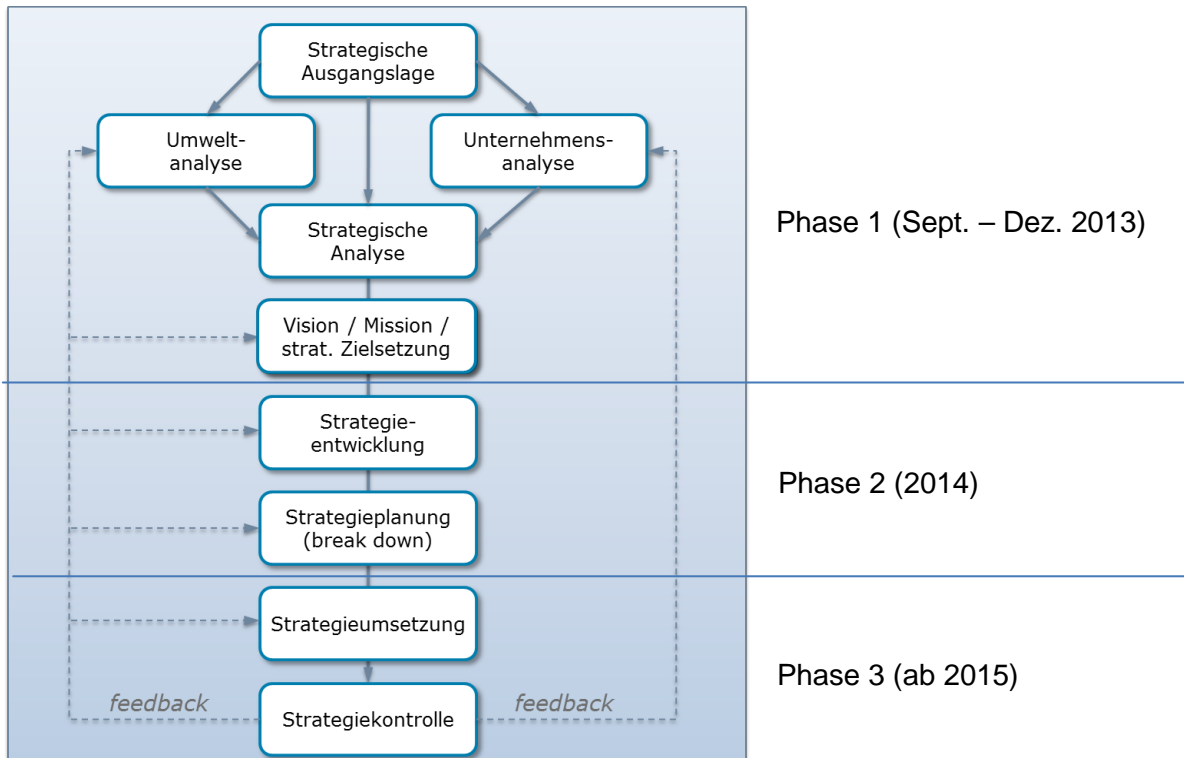 Strategische
Ausgangslage
Umwelt-
analyse
Unternehmens-
analyse
Strategische
Analyse
Phase 1 (Sept. – Dez. 2013)
Vision / Mission /
strat. Zielsetzung
Strategie-
entwicklung
Phase 2 (2014)
Strategieplanung
(break down)
Strategieumsetzung
Phase 3 (ab 2015)
feedback
feedback
Strategiekontrolle